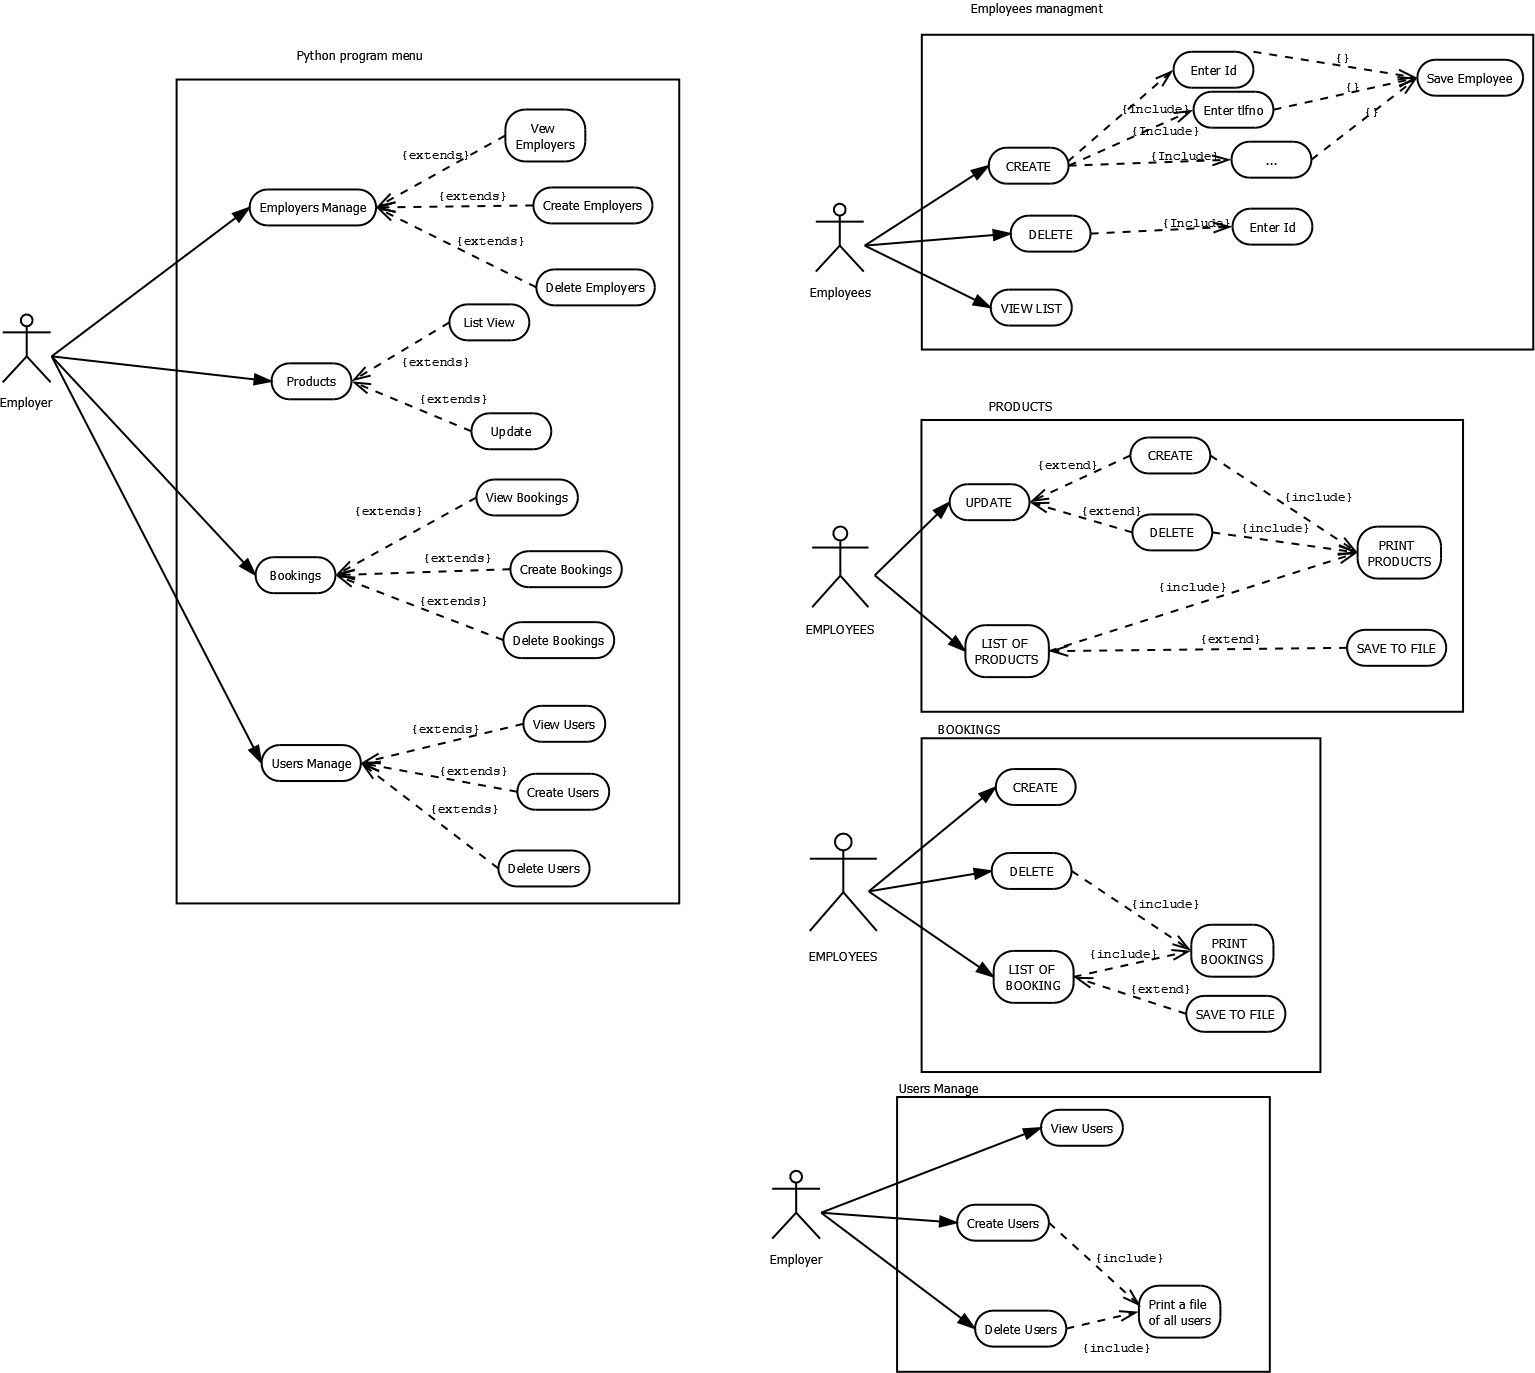 Python program menu
Vew
Employers
{extends}
Employers Manage
{extends}
Create Employers
{extends}
Delete Employers
List View
{extends}
Products
{extends}
Update
Employer
View Bookings
{extends}
{extends}
Create Bookings
Bookings
{extends}
Delete Bookings
View Users
{extends}
Users Manage
{extends}
Create Users
{extends}
Delete Users
Employees managment
Enter Id
{}
Save Employee
{Include}
Enter tlfno
{}
{Include}
{}
{Include}
...
CREATE
{Include}
Enter Id
DELETE
Employees
VIEW LIST
PRODUCTS
CREATE
{extend}
{include}
UPDATE
{extend}
DELETE
{include}
PRINT
PRODUCTS
{include}
EMPLOYEES
LIST OF
PRODUCTS
{extend}
SAVE TO FILE
BOOKINGS
CREATE
DELETE
{include}
PRINT
BOOKINGS
{include}
EMPLOYEES
LIST OF
BOOKING
{extend}
SAVE TO FILE
Users Manage
View Users
Create Users
{include}
Employer
Print a file
of all users
Delete Users
{include}